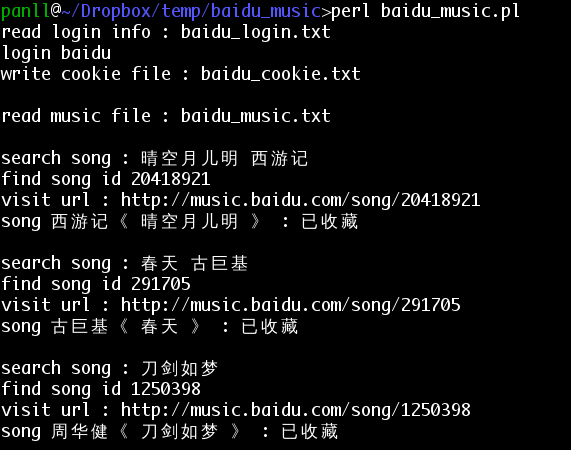 panll@~/Dropbox/temp/baidu_music>perl baidu_music.pl
read login info : baidu_login.txt
login baidu
write cookie file : baidu_cookie.txt
read music file : baidu_music.txt
search song : 晴空月儿明 西游记
find song id 20418921
visit url : http://music.baidu.com/song/20418921
song 西游记《 晴空月儿明 》 : 已收藏
search song : 春天 古巨基
find song id 291705
visit url : http://music.baidu.com/song/291705
song 古巨基《 春天 》 : 已收藏
search song : 刀剑如梦
find song id 1250398
visit url : http://music.baidu.com/song/1250398
song 周华健《 刀剑如梦 》 : 已收藏